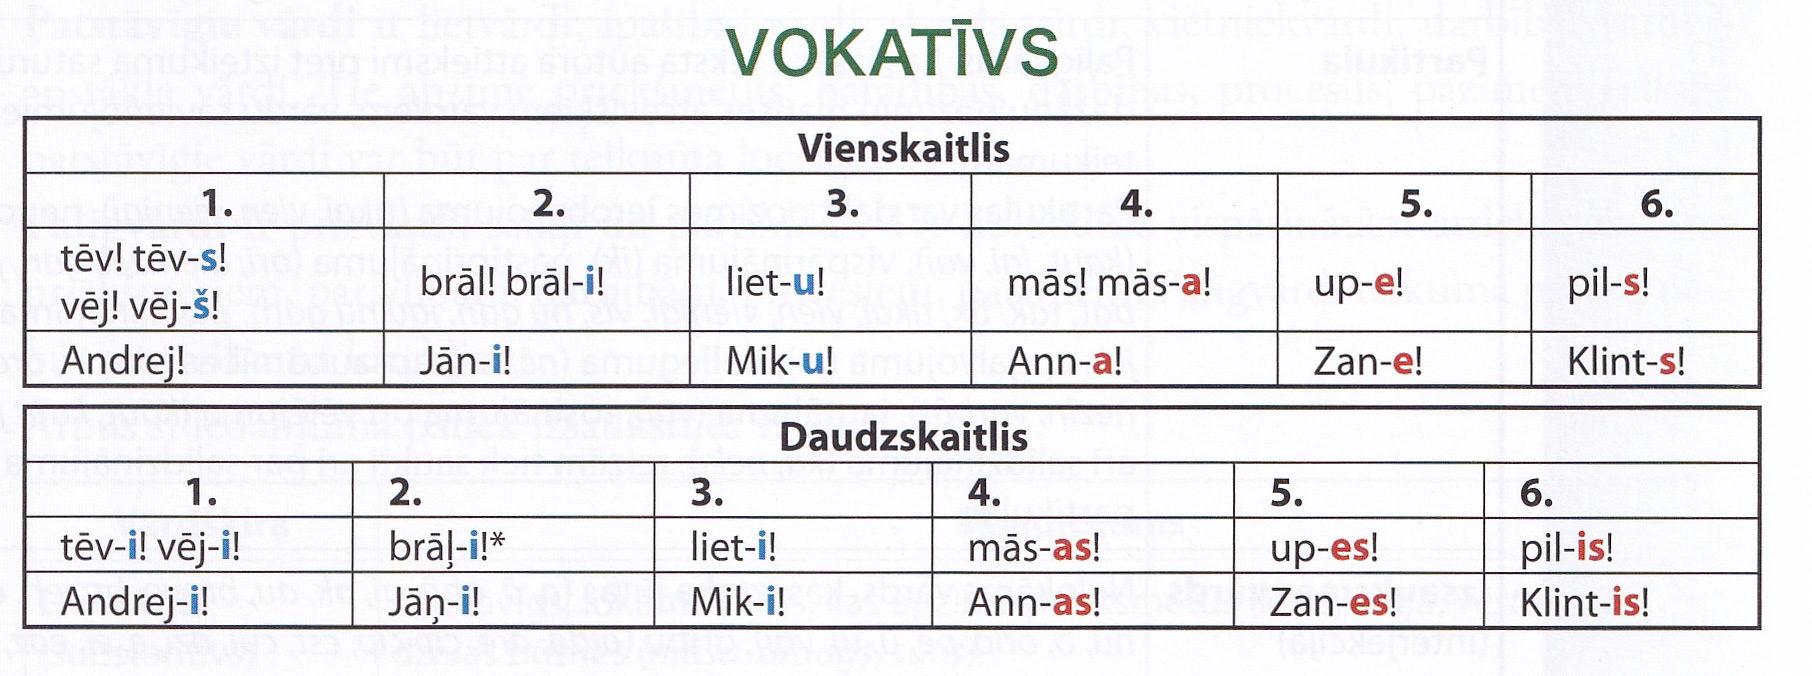 VOKATĪVS
Vienskaitlis
1. 2. 3. 4. 5. 6.
tēv! tēv-s!
vēj! vēj-š!
brāl! brāl-i! liet-u! mās! mās-a! up-e! pil-s!
Andrej! Jān-i! Mik-u! Ann-a! Zan-e! Klint-s!
Daudzskaitlis
1. 2. 3. 4. 5. 6.
tēv-i! vēj-i! brāļ-i!* liet-i! mās-as! up-es! pil-is!
Andrej-i! Jāņ-i! Mik-i! Ann-as! Zan-es! Klint-is!